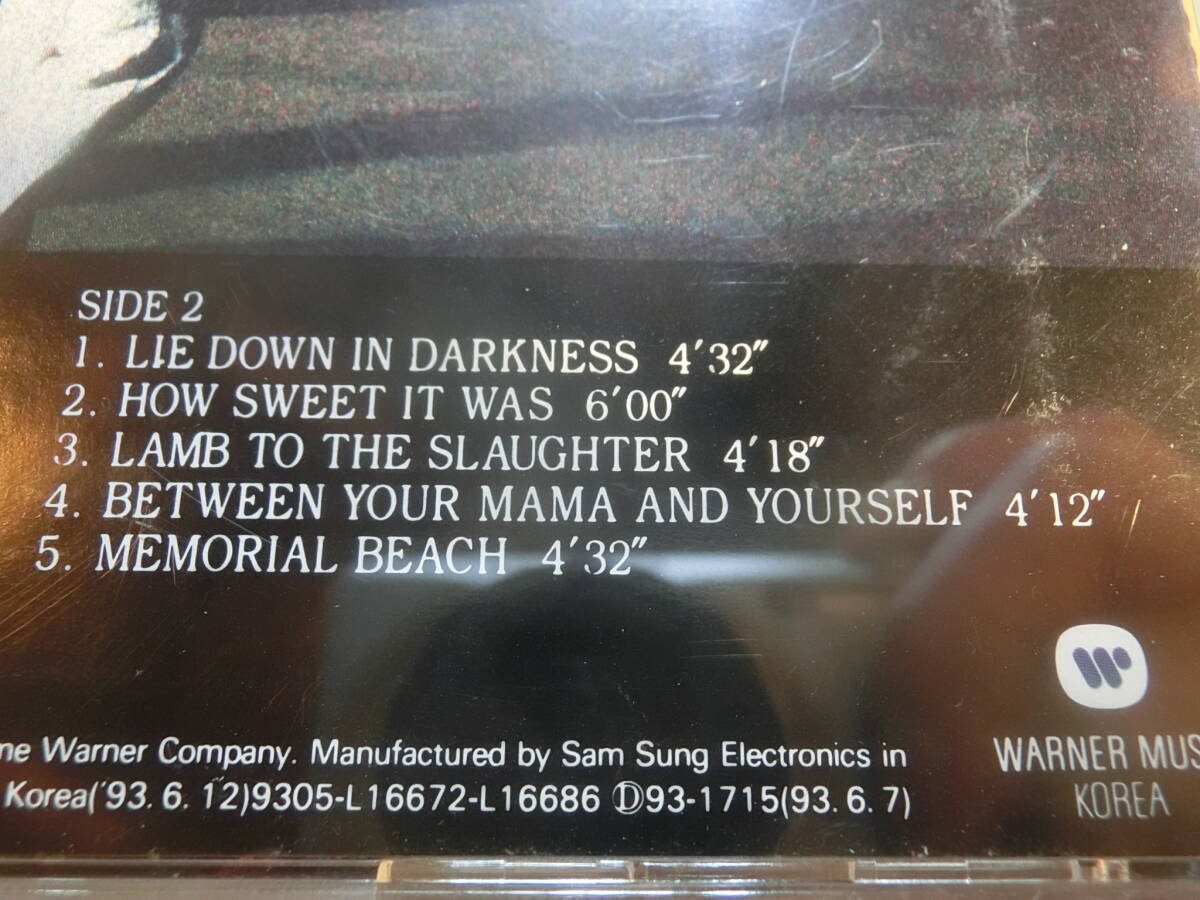 SIDE 2
1. LIE DOWN IN DARKNESS 4'32"
2. HOW SWEET IT WAS 6'00"
3. LAMB TO THE SLAUGHTER 4'18"
4. BETWEEN YOUR MAMA AND YOURSELF 4'12"
5. MEMORIAL BEACH 4'32"
ne Warner Company. Manufactured by Sam Sung Electronics in
Korea('93. 6. 12)9305-L16672-L16686 Ⓓ93-1715(93. 6. 7)
WARNER MUS
KOREA